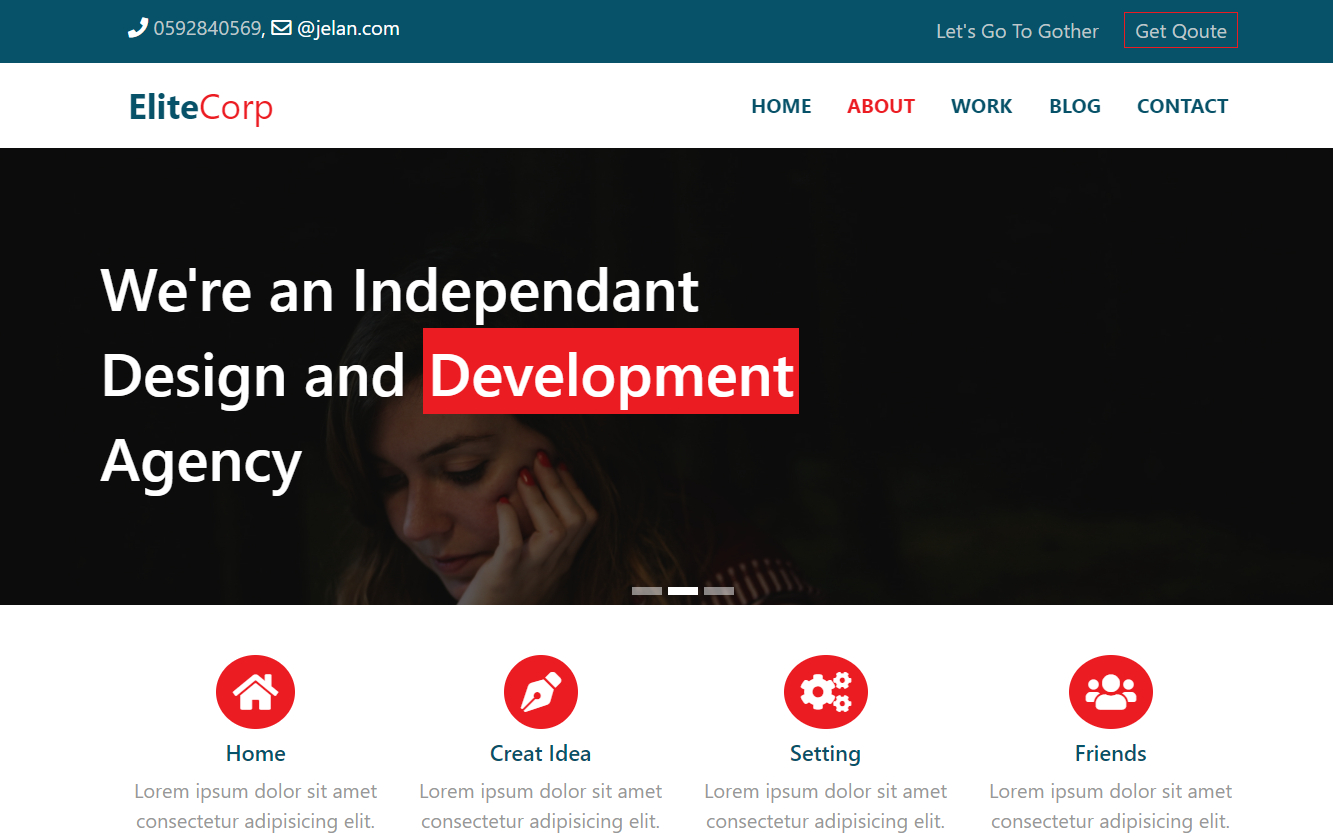 0592840569, @jelan.com
Let's Go To Gother
Get Qoute
EliteCorp
HOME ABOUT WORK BLOG CONTACT
We're an Independant
Design and Development
Agency
Home
Creat Idea
Setting
Friends
Lorem ipsum dolor sit amet
consectetur adipisicing elit.
Lorem ipsum dolor sit amet
consectetur adipisicing elit.
Lorem ipsum dolor sit amet
consectetur adipisicing elit.
Lorem ipsum dolor sit amet
consectetur adipisicing elit.